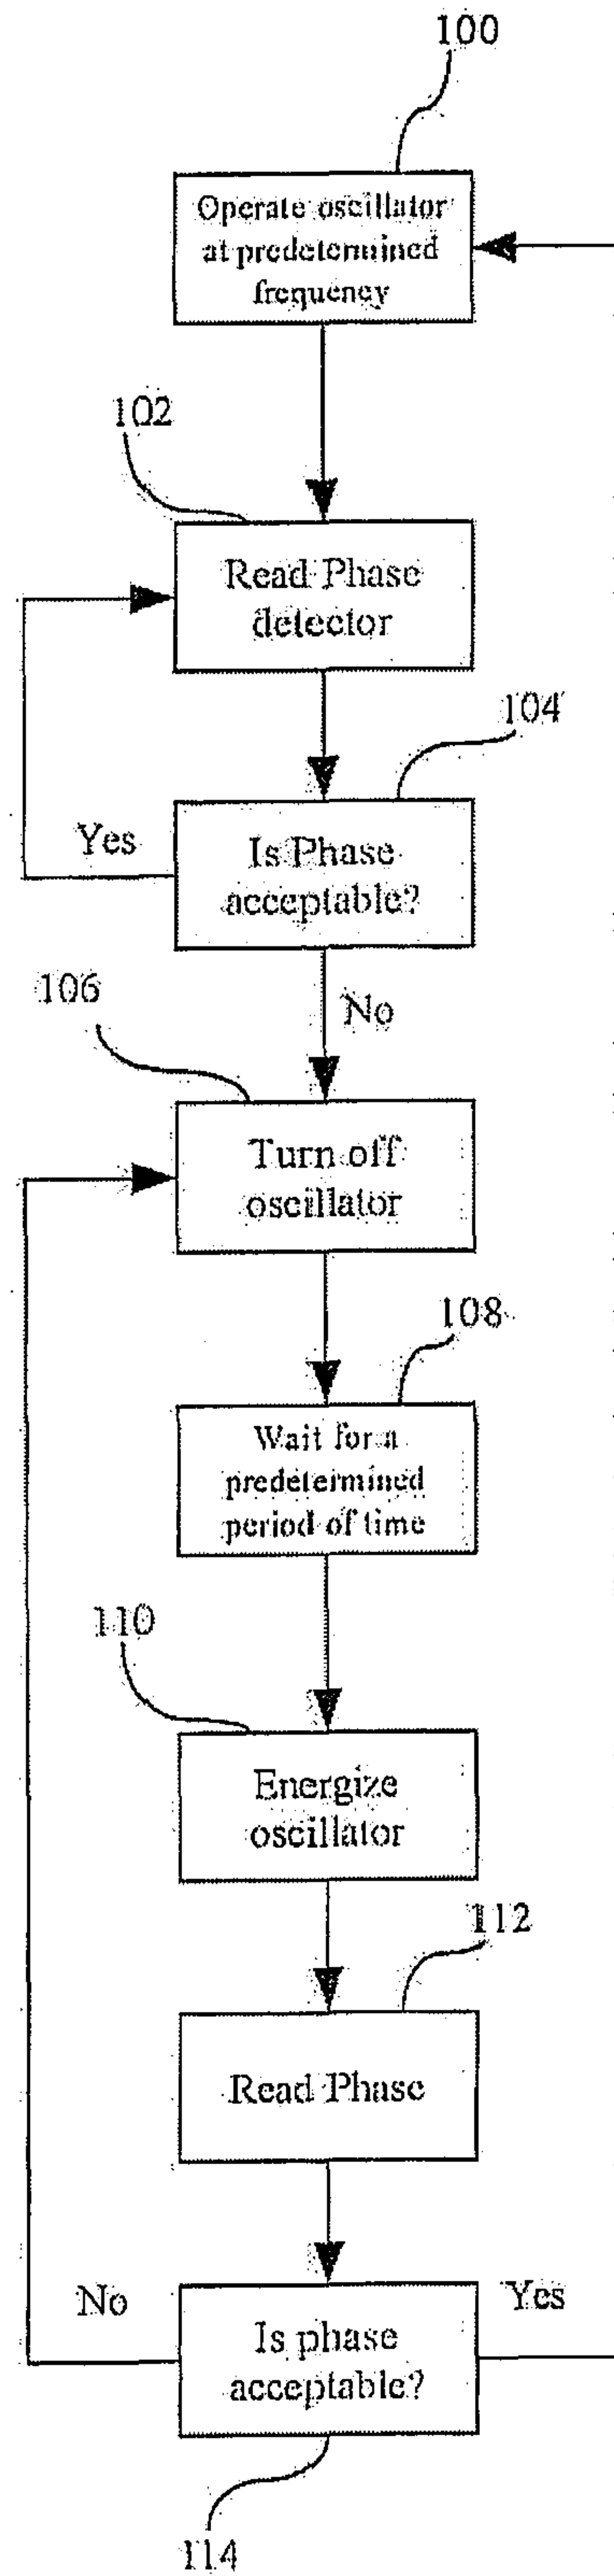 100
Operate oscillator
at predetermined
frequency
102
Read Phase
detector
104
Yes
Is Phase
acceptable?
106
No
Turn off
oscillator
108
Wait for a
predetermined
period of time
110
Energize
oscillator
112
Read Phase
No
Yes
Is phase
acceptable?
114